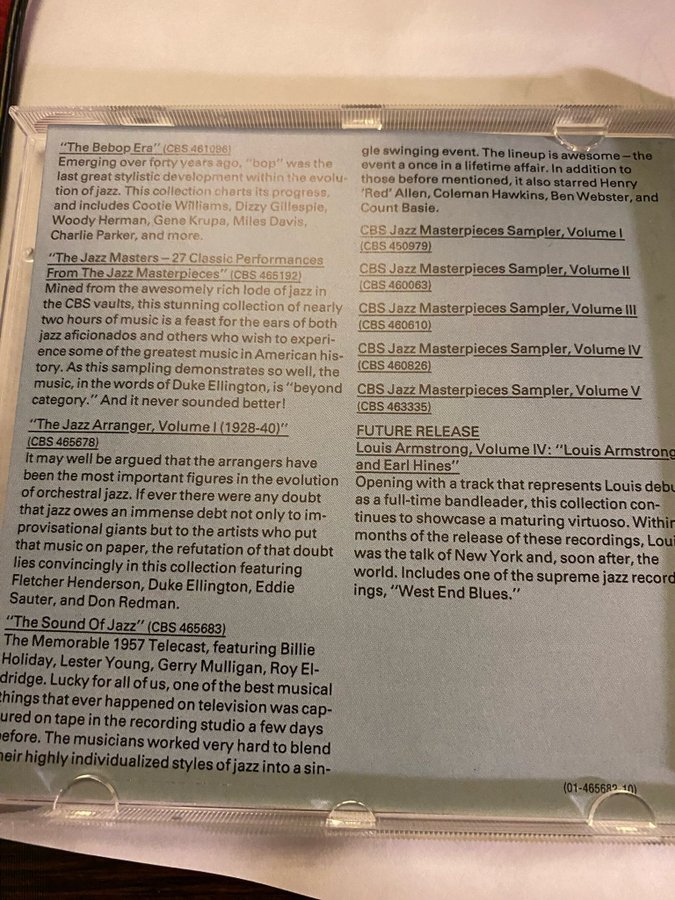 "The Bebop Era" (CBS 461096)
Emerging over forty years ago, "bop" was the
last great stylistic development within the evolu-
tion of jazz. This collection charts its progress,
and includes Cootie Williams, Dizzy Gillespie,
Woody Herman, Gene Krupa, Miles Davis,
Charlie Parker, and more.
"The Jazz Masters – 27 Classic Performances
From The Jazz Masterpieces" (CBS 465192)
Mined from the awesomely rich lode of jazz in
the CBS vaults, this stunning collection of nearly
two hours of music is a feast for the ears of both
jazz aficionados and others who wish to experi-
ence some of the greatest music in American his-
tory. As this sampling demonstrates so well, the
music, in the words of Duke Ellington, is "beyond
category." And it never sounded better!
"The Jazz Arranger, Volume I (1928-40)"
(CBS 465678)
It may well be argued that the arrangers have
been the most important figures in the evolution
of orchestral jazz. If ever there were any doubt
that jazz owes an immense debt not only to im-
provisational giants but to the artists who put
that music on paper, the refutation of that doubt
lies convincingly in this collection featuring
Fletcher Henderson, Duke Ellington, Eddie
Sauter, and Don Redman.
"The Sound Of Jazz" (CBS 465683)
The Memorable 1957 Telecast, featuring Billie
Holiday, Lester Young, Gerry Mulligan, Roy El-
dridge. Lucky for all of us, one of the best musical
things that ever happened on television was cap-
ured on tape in the recording studio a few days
efore. The musicians worked very hard to blend
heir highly individualized styles of jazz into a sin-
gle swinging event. The lineup is awesome – the
event a once in a lifetime affair. In addition to
those before mentioned, it also starred Henry
'Red' Allen, Coleman Hawkins, Ben Webster, and
Count Basie.
CBS Jazz Masterpieces Sampler, Volume I
(CBS 450979)
CBS Jazz Masterpieces Sampler, Volume II
(CBS 460063)
CBS Jazz Masterpieces Sampler, Volume III
(CBS 460610)
CBS Jazz Masterpieces Sampler, Volume IV
(CBS 460826)
CBS Jazz Masterpieces Sampler, Volume V
(CBS 463335)
FUTURE RELEASE
Louis Armstrong, Volume IV: "Louis Armstrong
and Earl Hines"
Opening with a track that represents Louis debu
as a full-time bandleader, this collection con-
tinues to showcase a maturing virtuoso. Within
months of the release of these recordings, Loui
was the talk of New York and, soon after, the
world. Includes one of the supreme jazz record
ings, "West End Blues."
(01-465682-10)